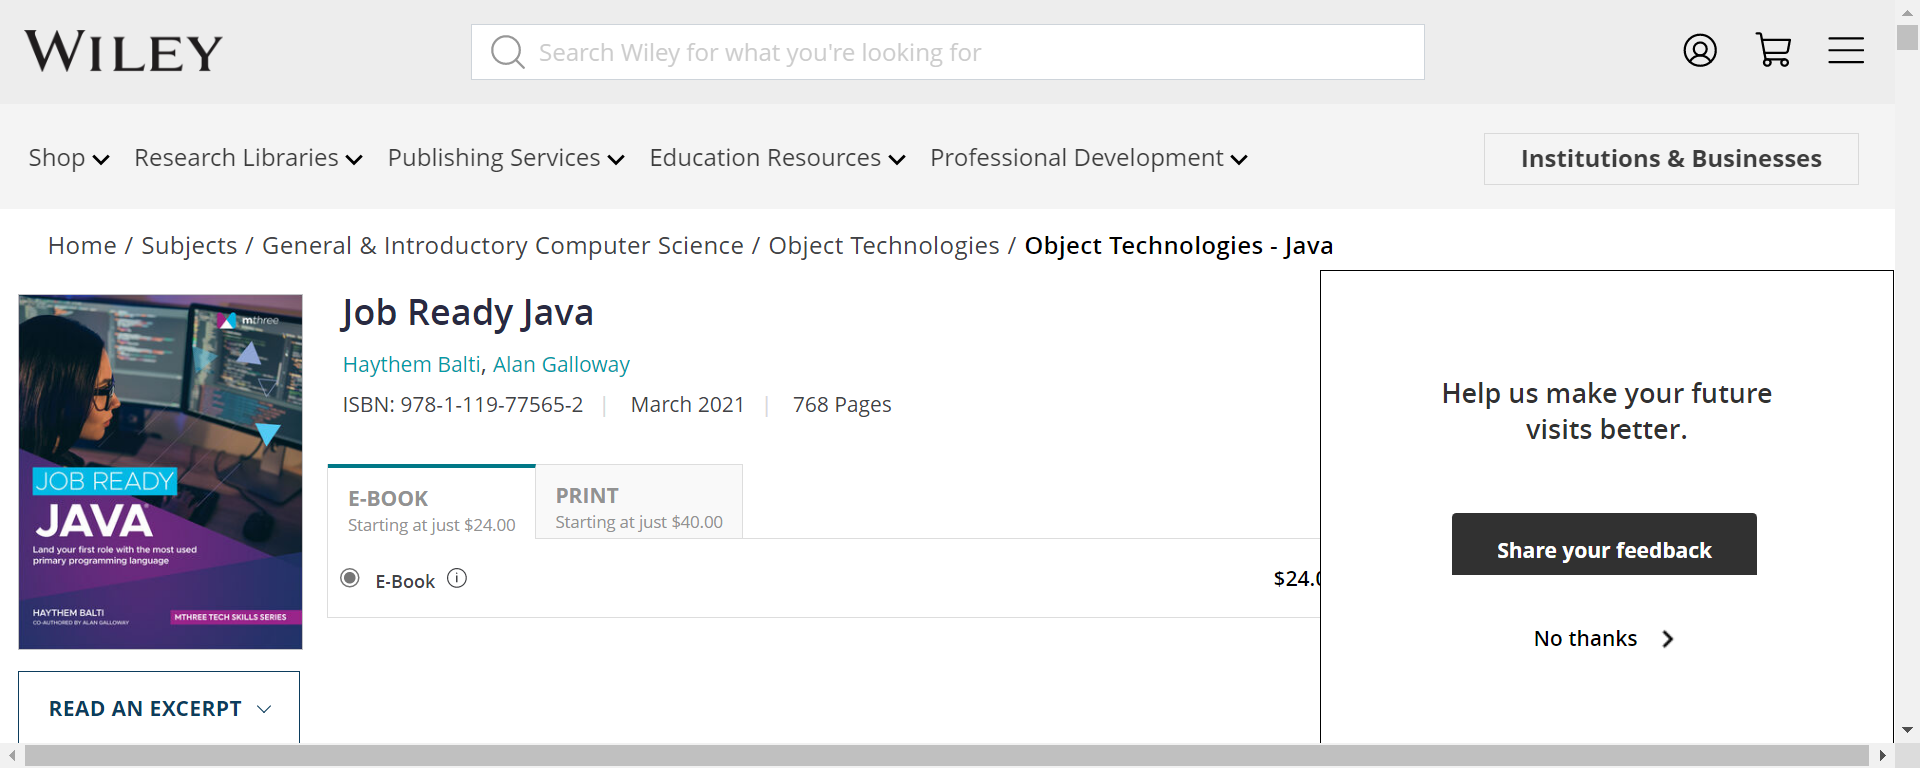 WILEY
Search Wiley for what you're looking for
Shop
Research Libraries
Publishing Services
Education Resources
Professional Development
Institutions & Businesses
Home / Subjects / General & Introductory Computer Science / Object Technologies / Object Technologies - Java
mthree
JOB READY
JAVA
Land your first role with the most used
primary programming language
HAYTHEM BALTI
CO-AUTHORED BY ALAN GALLOWAY
MTHREE TECH SKILLS SERIES
READ AN EXCERPT
Job Ready Java
Haythem Balti, Alan Galloway
ISBN: 978-1-119-77565-2 | March 2021 | 768 Pages
E-BOOK
Starting at just $24.00
PRINT
Starting at just $40.00
E-Book
$24.0
Help us make your future
visits better.
Share your feedback
No thanks